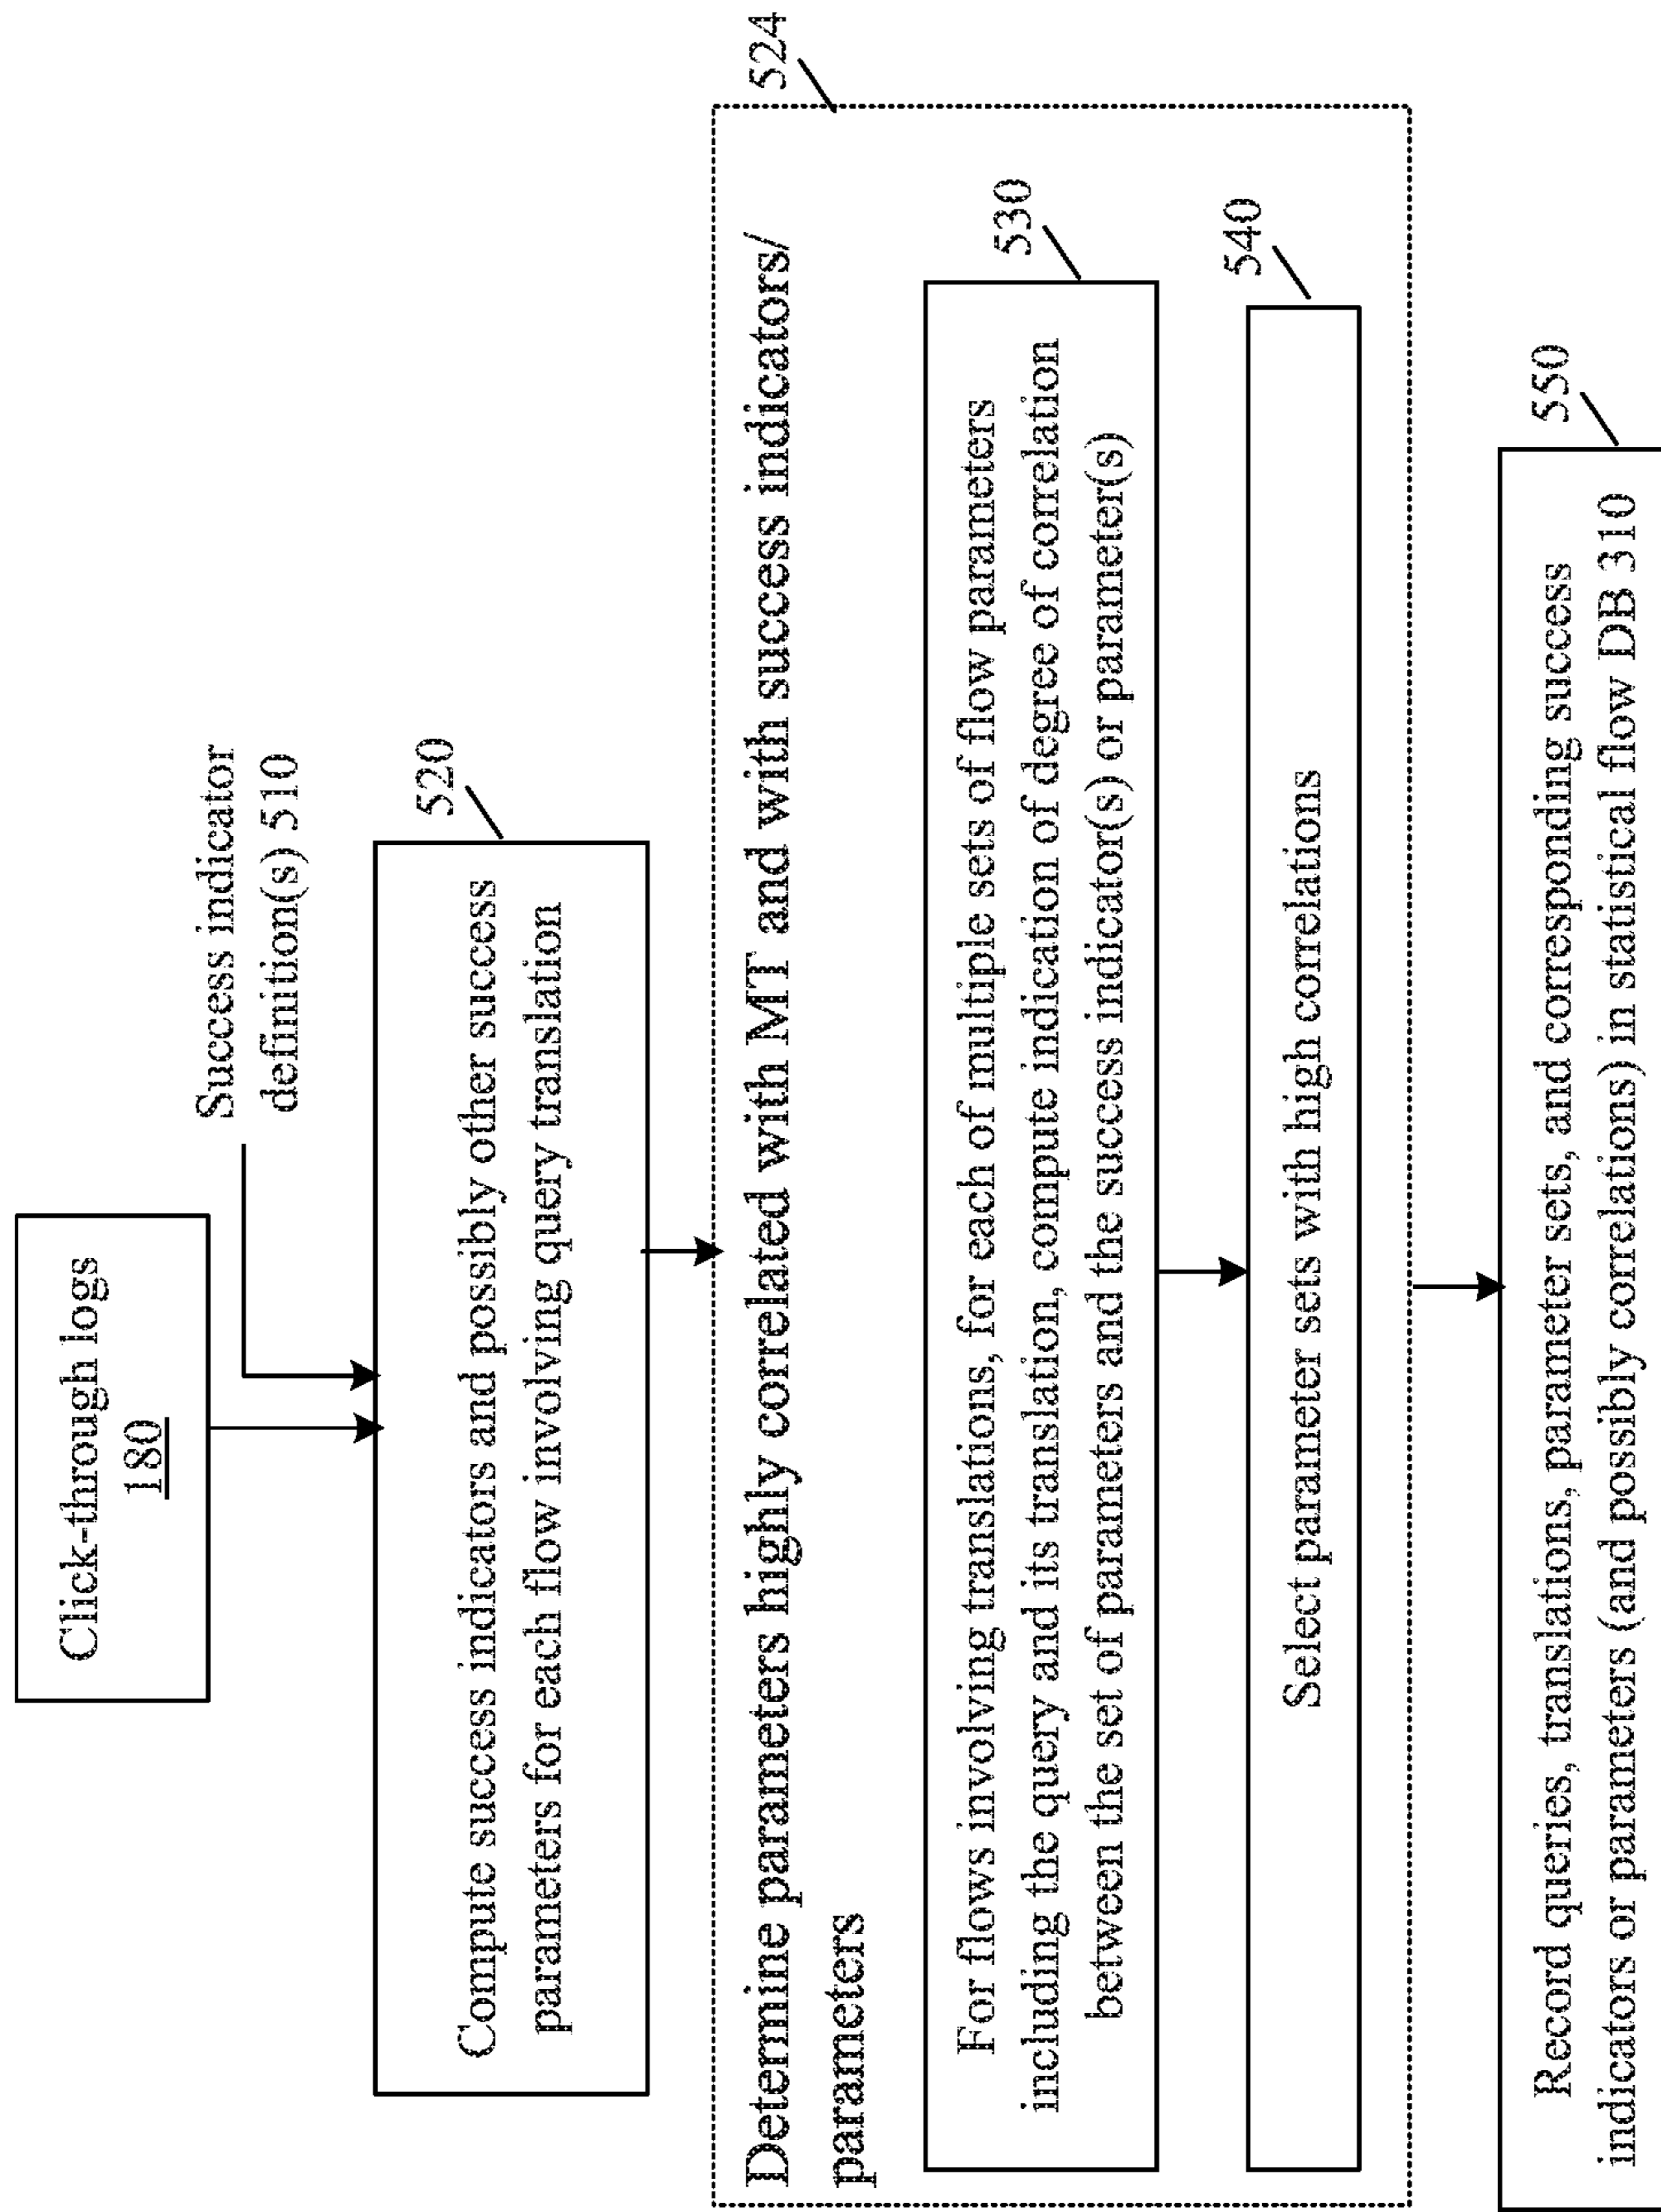 Click-through logs
180
Success indicator
definition(s) 510
520
Compute success indicators and possibly other success
parameters for each flow involving query translation
524
Determine parameters highly correlated with MT and with success indicators/
parameters
530
For flows involving translations, for each of multiple sets of flow parameters
including the query and its translation, compute indication of degree of correlation
between the set of parameters and the success indicator(s) or parameter(s)
540
Select parameter sets with high correlations
550
Record queries, translations, parameter sets, and corresponding success
indicators or parameters (and possibly correlations) in statistical flow DB 310